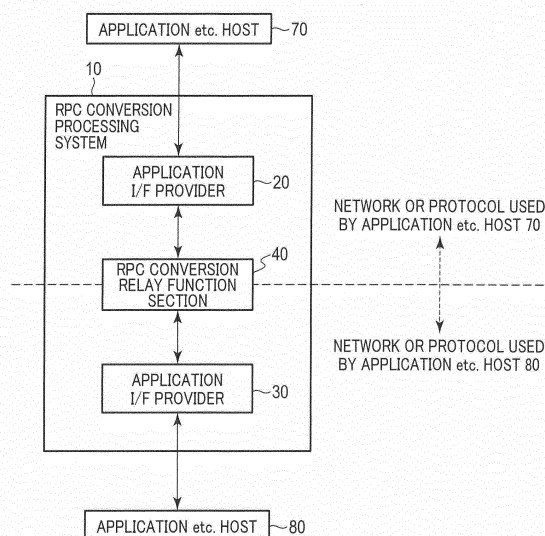 APPLICATION etc. HOST 70
10
RPC CONVERSION
PROCESSING
SYSTEM
APPLICATION
I/F PROVIDER
20
NETWORK OR PROTOCOL USED
BY APPLICATION etc. HOST 70
RPC CONVERSION
RELAY FUNCTION
SECTION
40
NETWORK OR PROTOCOL USED
BY APPLICATION etc. HOST 80
APPLICATION
I/F PROVIDER
30
APPLICATION etc. HOST 80